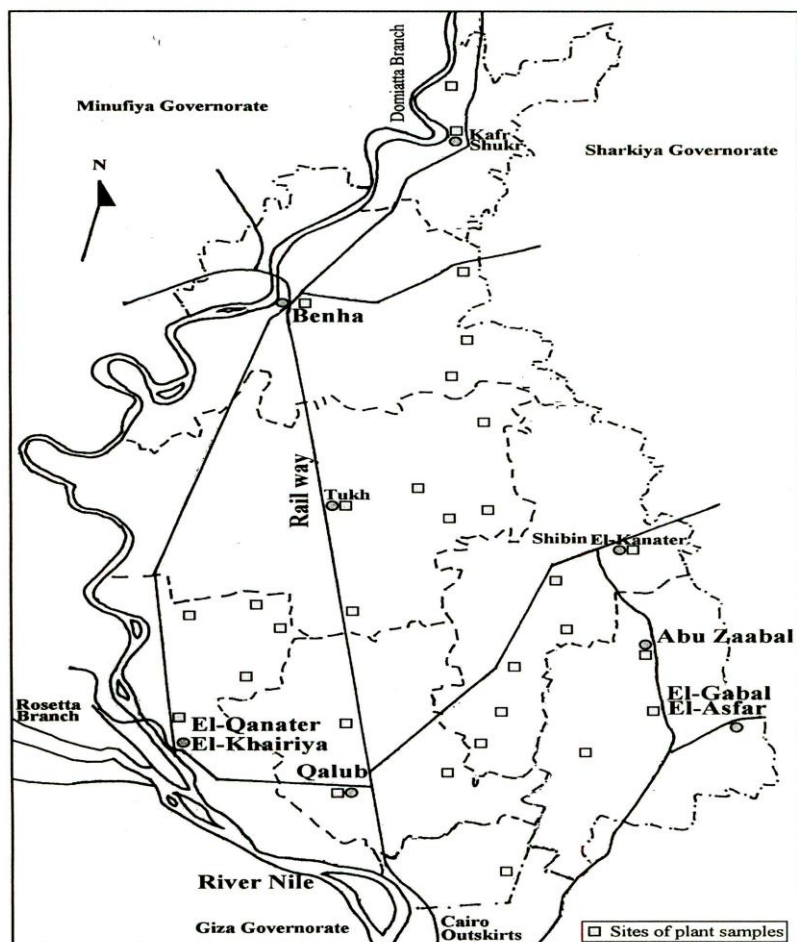 Minufiya Governorate
Domiatta Branch
Kafr
Shukr
Sharkiya Governorate
N
Benha
Rail way
Tukh
Shibin El-Kanater
Abu Zaabal
El-Gabal
El-Asfar
Rosetta
Branch
El-Qanater
El-Khairiya
Qalub
River Nile
Giza Governorate
Cairo
Outskirts
Sites of plant samples